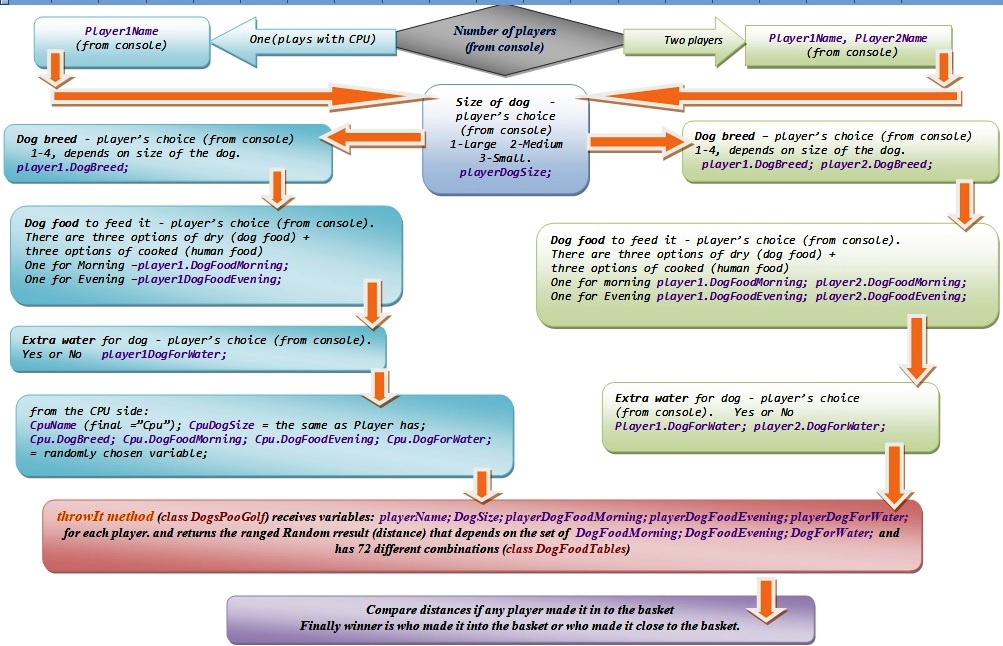 Player1Name
(from console)
One(plays with CPU)
Number of players
(from console)
Two players
Player1Name, Player2Name
(from console)
Size of dog -
player's choice
(from console)
1-Large 2-Medium
3-Small.
playerDogSize;
Dog breed - player's choice (from console)
1-4, depends on size of the dog.
player1.DogBreed;
Dog breed – player's choice (from console)
1-4, depends on size of the dog.
player1.DogBreed; player2.DogBreed;
Dog food to feed it - player's choice (from console).
There are three options of dry (dog food) +
three options of cooked (human food)
One for Morning –player1.DogFoodMorning;
One for Evening –player1DogFoodEvening;
Dog food to feed it - player's choice (from console).
There are three options of dry (dog food) +
three options of cooked (human food)
One for morning player1.DogFoodMorning; player2.DogFoodMorning;
One for Evening player1.DogFoodEvening; player2.DogFoodEvening;
Extra water for dog - player's choice (from console).
Yes or No player1DogForWater;
Extra water for dog - player's choice
(from console). Yes or No
Player1.DogForWater; player2.DogForWater;
from the CPU side:
CpuName (final ="Cpu"); CpuDogSize = the same as Player has;
Cpu.DogBreed; Cpu.DogFoodMorning; Cpu.DogFoodEvening; Cpu.DogForWater;
= randomly chosen variable;
throwIt method (class DogsPooGolf) receives variables: playerName; DogSize; playerDogFoodMorning; playerDogFoodEvening; playerDogForWater;
for each player. and returns the ranged Random rresult (distance) that depends on the set of DogFoodMorning; DogFoodEvening; DogForWater; and
has 72 different combinations (class DogFoodTables)
Compare distances if any player made it in to the basket
Finally winner is who made it into the basket or who made it close to the basket.